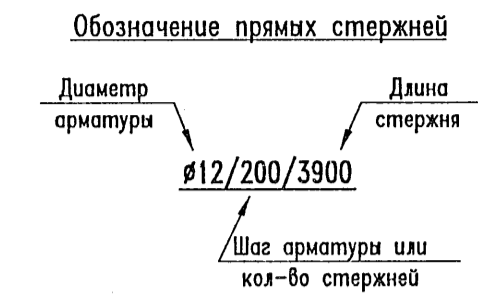 Обозначение прямых стержней
Диаметр
арматуры
Длина
стержня
ø12/200/3900
Шаг арматуры или
кол-во стержней